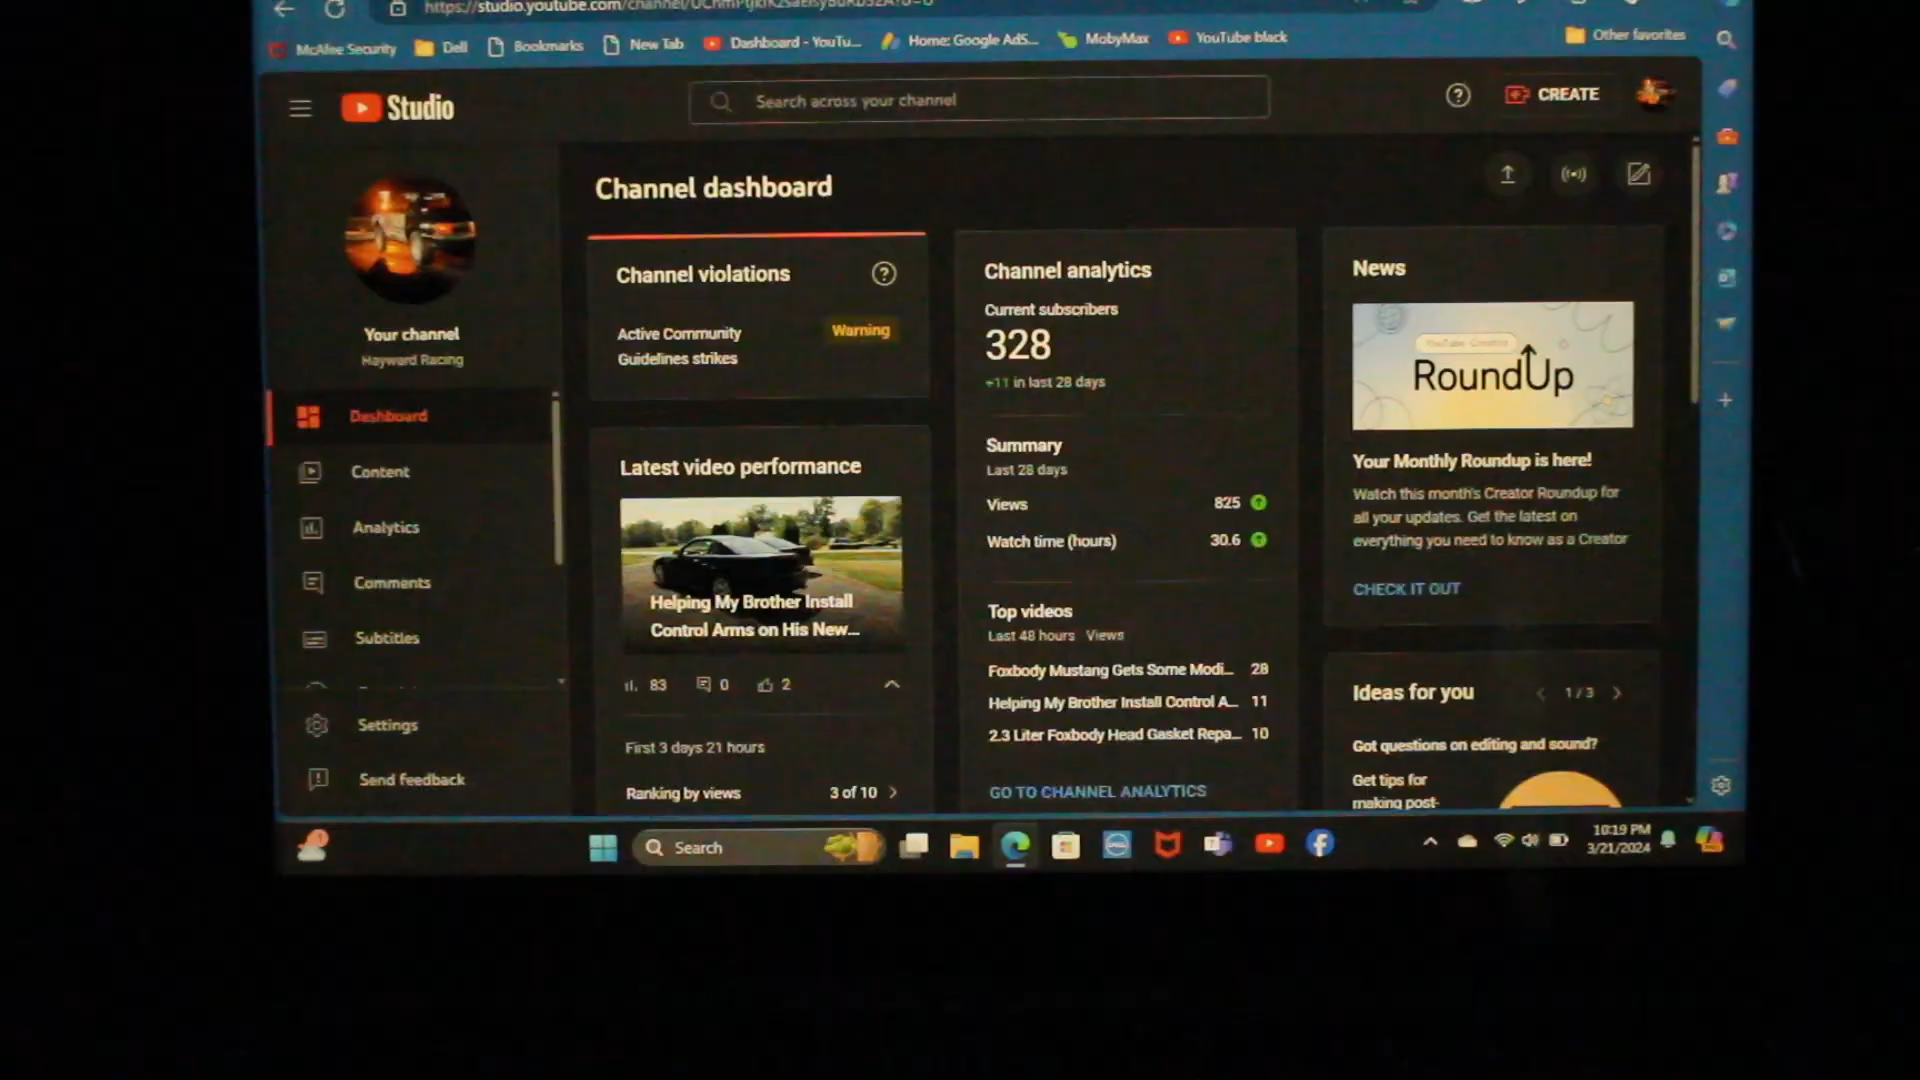 https://studio.youtube.com/channel/
McAfee Security
Dell
Bookmarks
New Tab
Dashboard - YouTu...
Home: Google AdS...
MobyMax
YouTube black
Other favorites
Studio
Search across your channel
CREATE
Your channel
Hayward Racing
Dashboard
Content
Analytics
Comments
Subtitles
Settings
Send feedback
Channel dashboard
Channel violations
Active Community
Guidelines strikes
Warning
Latest video performance
Helping My Brother Install
Control Arms on His New...
83 0 2
First 3 days 21 hours
Ranking by views 3 of 10
Channel analytics
Current subscribers
328
+11 in last 28 days
Summary
Last 28 days
Views 825
Watch time (hours) 30.6
Top videos
Last 48 hours Views
Foxbody Mustang Gets Some Modi... 28
Helping My Brother Install Control A... 11
2.3 Liter Foxbody Head Gasket Repa... 10
GO TO CHANNEL ANALYTICS
News
YouTube Creators
RoundUp
Your Monthly Roundup is here!
Watch this month's Creator Roundup for
all your updates. Get the latest on
everything you need to know as a Creator
CHECK IT OUT
Ideas for you
1 / 3
Got questions on editing and sound?
Get tips for
making post-
Search
10:19 PM
3/21/2024